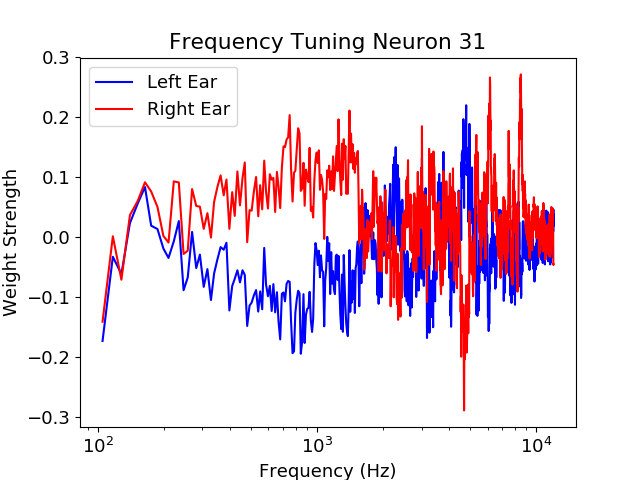 Frequency Tuning Neuron 31
Left Ear
Right Ear
Weight Strength
0.3
0.2
0.1
0.0
−0.1
−0.2
−0.3
10²
10³
10⁴
Frequency (Hz)